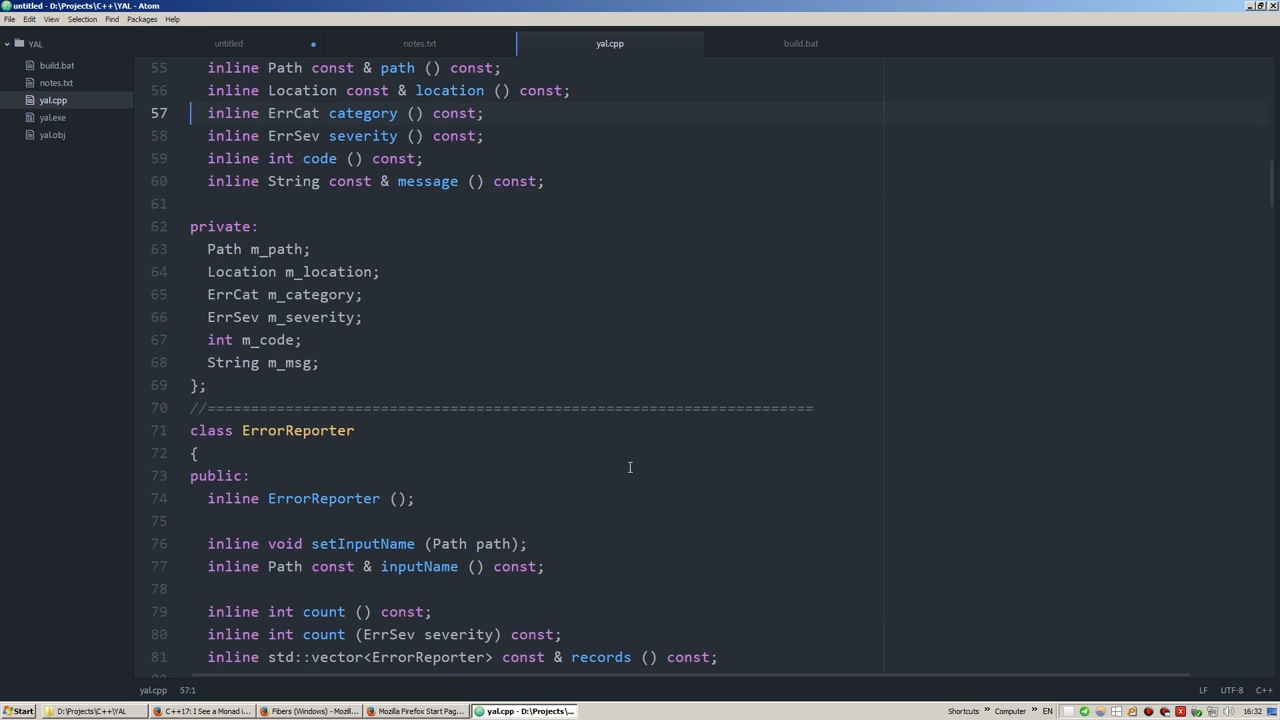 untitled - D:\Projects\C++\YAL - Atom
File Edit View Selection Find Packages Help
YAL
build.bat
notes.txt
yal.cpp
yal.exe
yal.obj
untitled notes.txt yal.cpp build.bat
55 inline Path const & path () const;
56 inline Location const & location () const;
57 inline ErrCat category () const;
58 inline ErrSev severity () const;
59 inline int code () const;
60 inline String const & message () const;
61
62 private:
63 Path m_path;
64 Location m_location;
65 ErrCat m_category;
66 ErrSev m_severity;
67 int m_code;
68 String m_msg;
69 };
70 //======================================================================
71 class ErrorReporter
72 {
73 public:
74 inline ErrorReporter ();
75
76 inline void setInputName (Path path);
77 inline Path const & inputName () const;
78
79 inline int count () const;
80 inline int count (ErrSev severity) const;
81 inline std::vector<ErrorReporter> const & records () const;
yal.cpp 57:1 LF UTF-8 C++
Start D:\Projects\C++\YAL C++17: I See a Monad i... Fibers (Windows) - Mozil... Mozilla Firefox Start Pag... yal.cpp - D:\Projects\... Shortcuts » Computer » EN 16:32